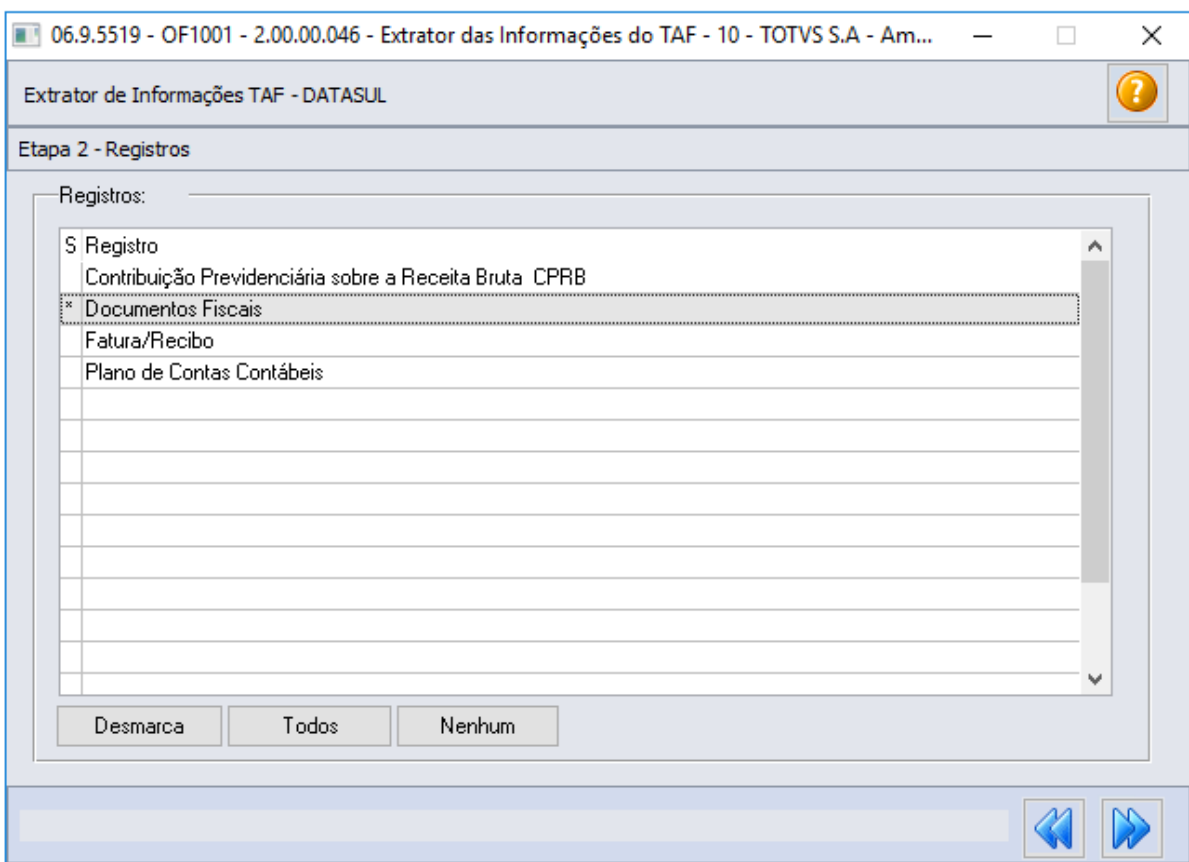 06.9.5519 - OF1001 - 2.00.00.046 - Extrator das Informações do TAF - 10 - TOTVS S.A - Am...
Extrator de Informações TAF - DATASUL
?
Etapa 2 - Registros
Registros:
S Registro
Contribuição Previdenciária sobre a Receita Bruta  CPRB
* Documentos Fiscais
Fatura/Recibo
Plano de Contas Contábeis
Desmarca Todos Nenhum